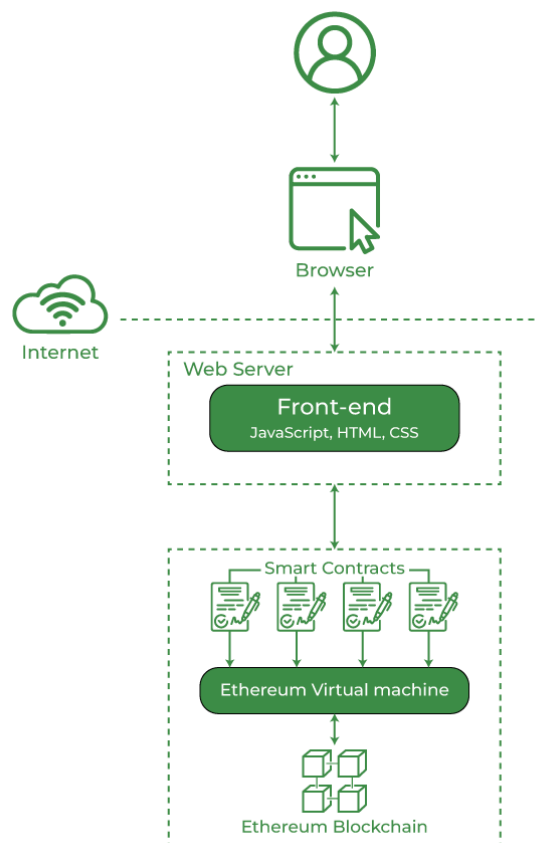 Browser
Internet
Web Server
Front-end
JavaScript, HTML, CSS
Smart Contracts
Ethereum Virtual machine
Ethereum Blockchain